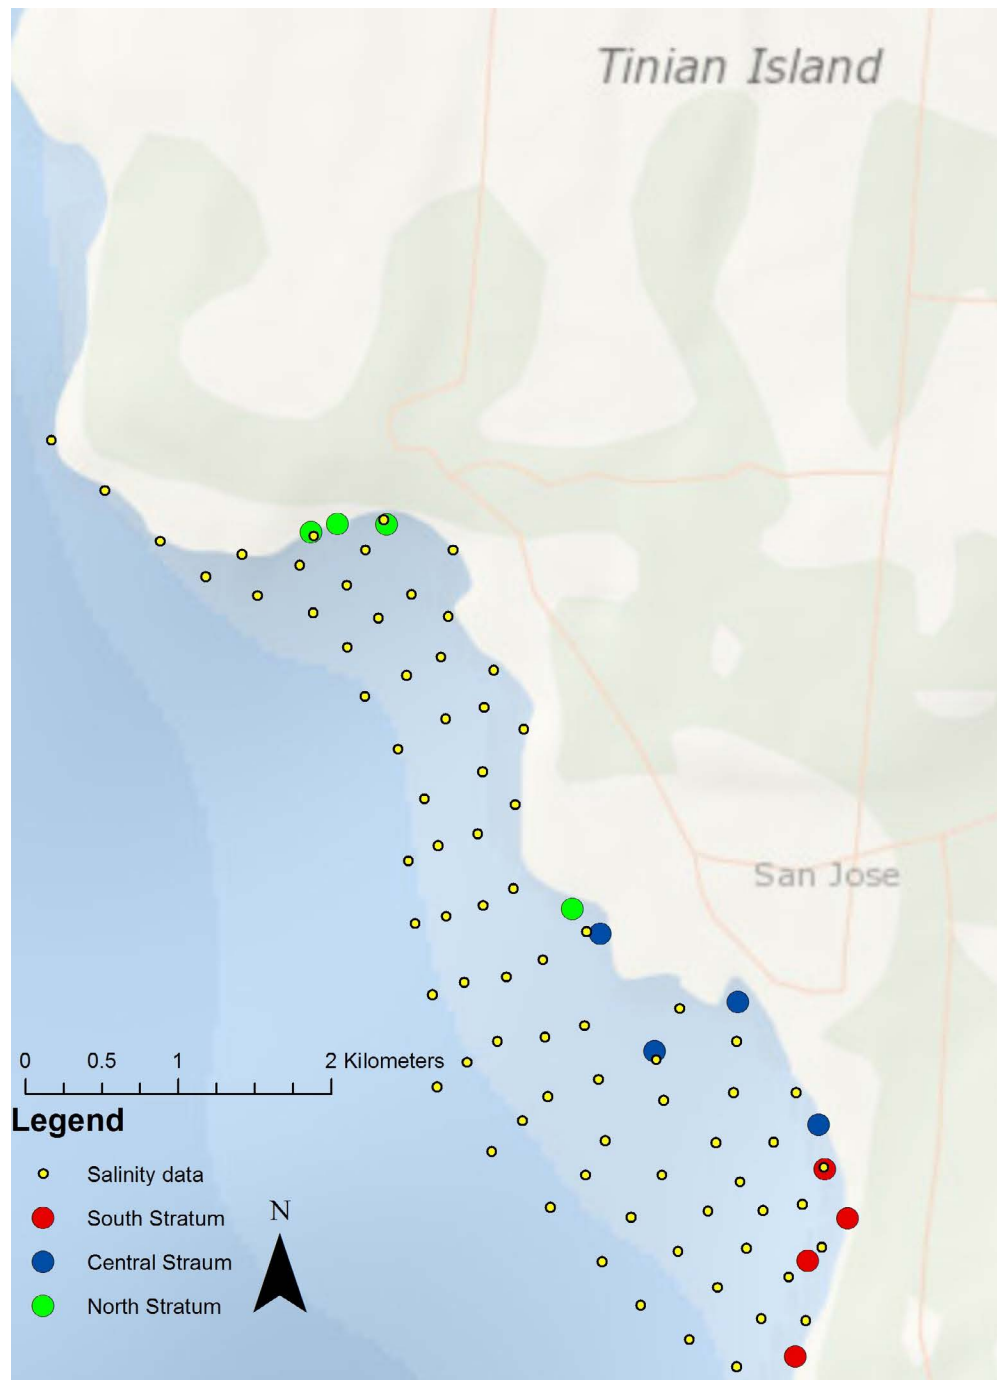 Tinian Island
San Jose
0 0.5 1 2 Kilometers
Legend
Salinity data
South Stratum
N
Central Straum
North Stratum